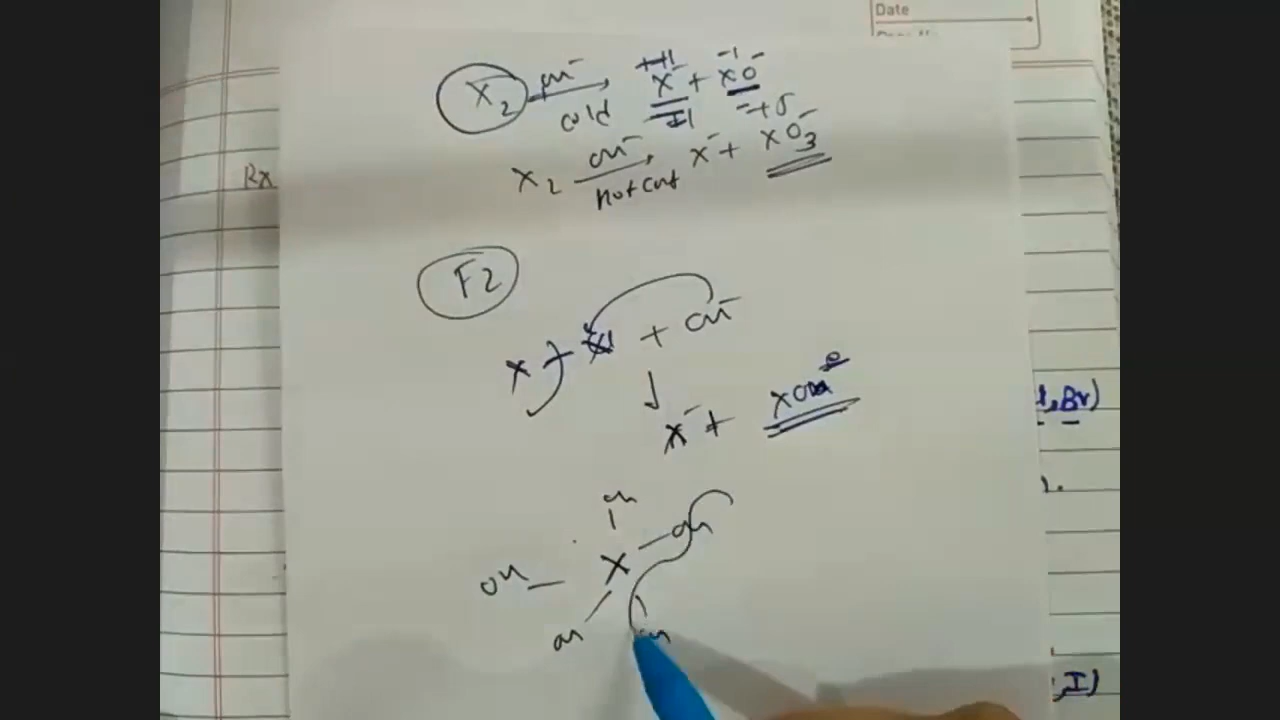 Date
X2 OH⁻ cold X⁻ + XO⁻
+1 -1
X2 OH⁻ Hot conc X⁻ + XO3⁻
+5
Rx
F2
X - X + OH⁻
X⁻ + XOH
,Br)
OH
X - OH
OH -
OH OH
,I)